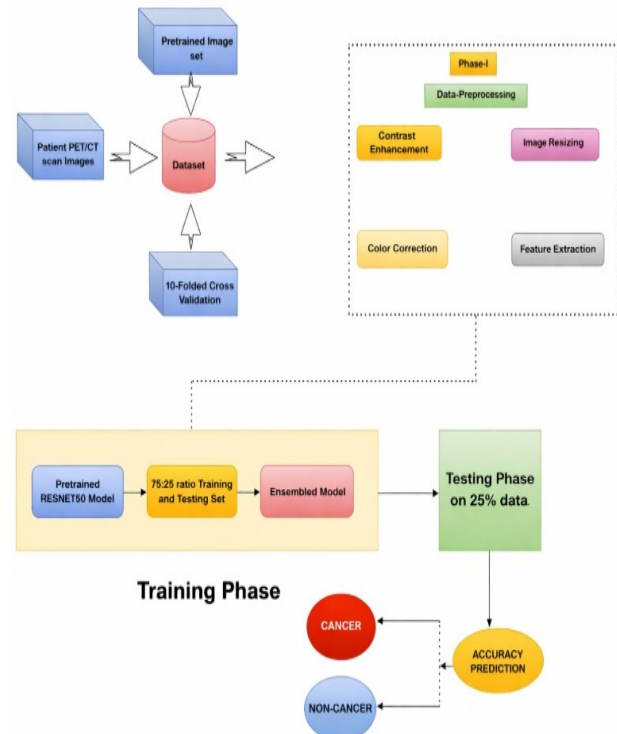 Pretrained Image
set
Patient PET/CT
scan Images
Dataset
10-Folded Cross
Validation
Phase-I
Data-Preprocessing
Contrast
Enhancement
Image Resizing
Color Correction
Feature Extraction
Pretrained
RESNET50 Model
75:25 ratio Training
and Testing Set
Ensembled Model
Testing Phase
on 25% data.
Training Phase
CANCER
ACCURACY
PREDICTION
NON-CANCER